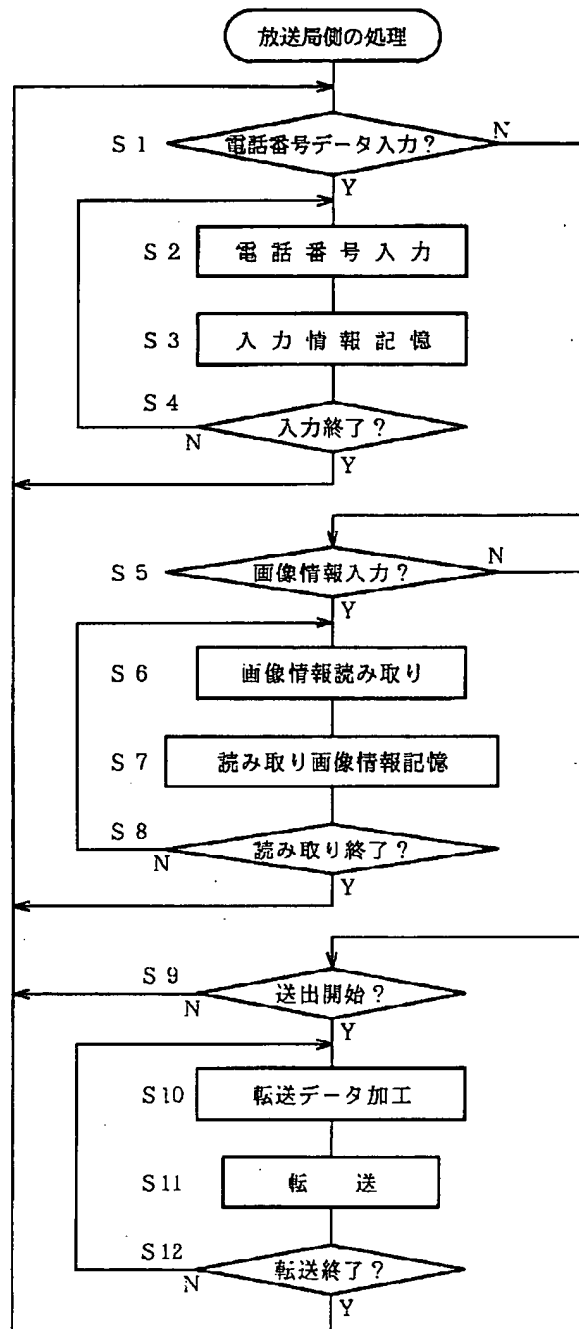 放送局側の処理
S1 電話番号データ入力? N
Y
S2 電話番号入力
S3 入力情報記憶
S4
入力終了?
N
Y
S5 画像情報入力? N
Y
S6 画像情報読み取り
S7 読み取り画像情報記憶
S8
読み取り終了?
N
Y
S9 送出開始?
N
Y
S10 転送データ加工
S11 転送
S12
転送終了?
N
Y